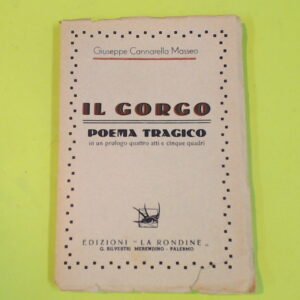 Giuseppe Cannarella Masseo
IL GORGO
POEMA TRAGICO
in un prologo quattro atti e cinque quadri
EDIZIONI "LA RONDINE"
G. SILVESTRI MERENDINO - PALERMO